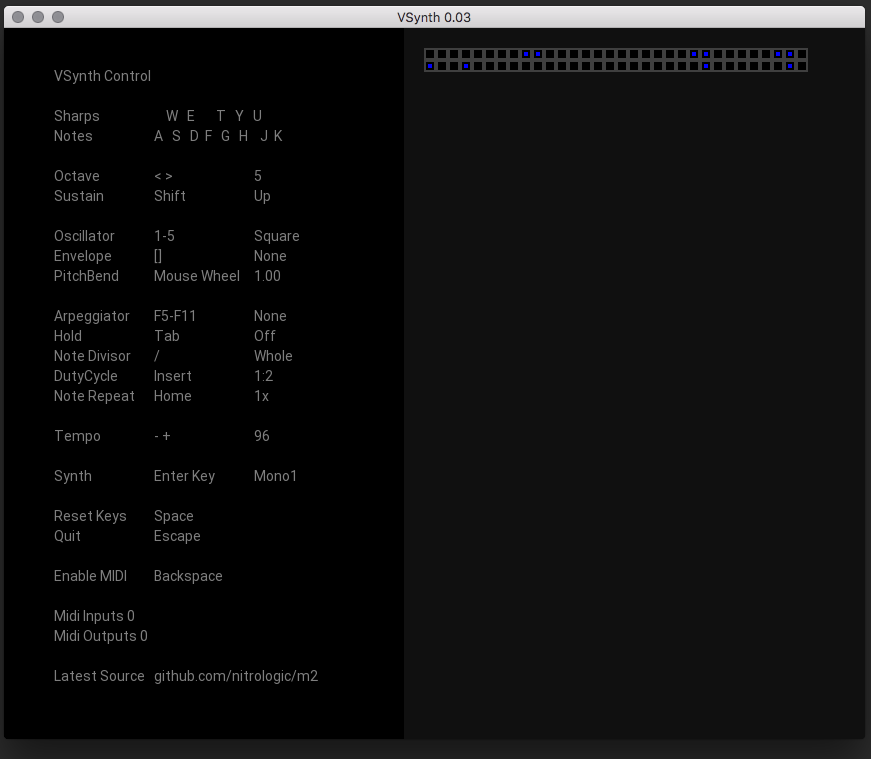 VSynth 0.03
VSynth Control
Sharps W E T Y U
Notes A S D F G H J K
Octave < > 5
Sustain Shift Up
Oscillator 1-5 Square
Envelope [] None
PitchBend Mouse Wheel 1.00
Arpeggiator F5-F11 None
Hold Tab Off
Note Divisor / Whole
DutyCycle Insert 1:2
Note Repeat Home 1x
Tempo - + 96
Synth Enter Key Mono1
Reset Keys Space
Quit Escape
Enable MIDI Backspace
Midi Inputs 0
Midi Outputs 0
Latest Source github.com/nitrologic/m2